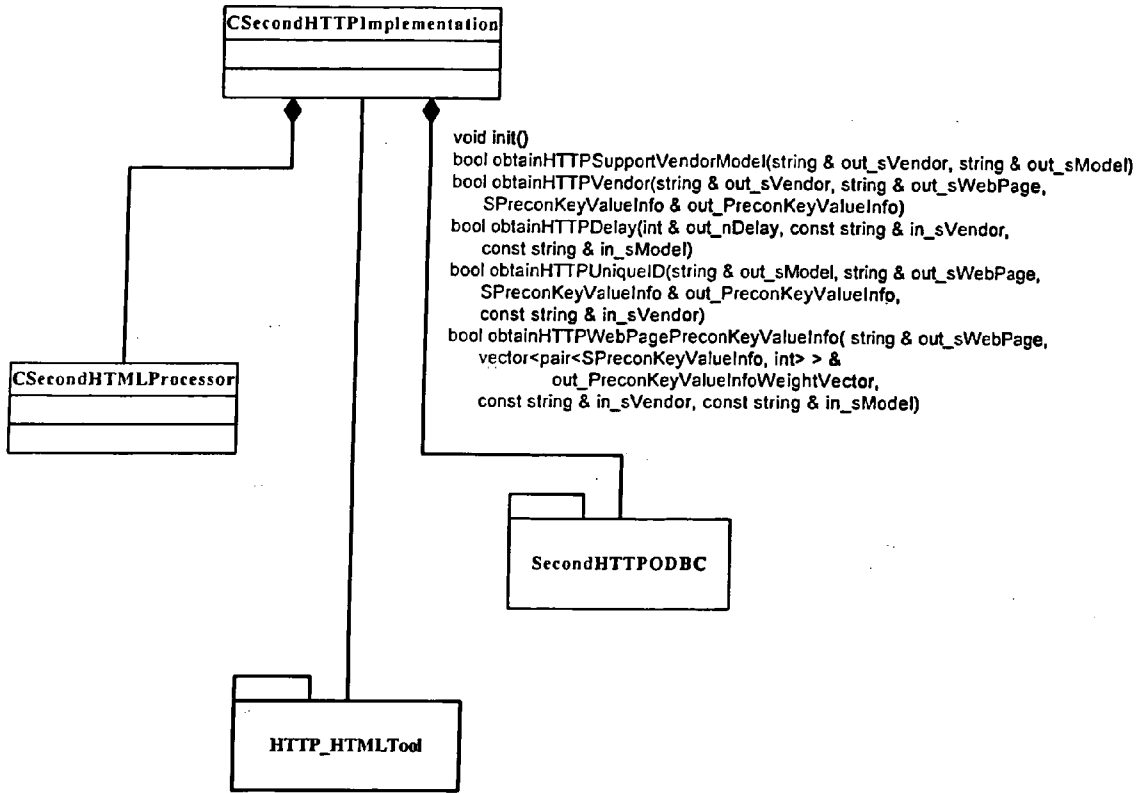 CSecondHTTPImplementation
void init()
bool obtainHTTPSupportVendorModel(string & out_sVendor, string & out_sModel)
bool obtainHTTPVendor(string & out_sVendor, string & out_sWebPage,
SPreconKeyValueInfo & out_PreconKeyValueInfo)
bool obtainHTTPDelay(int & out_nDelay, const string & in_sVendor,
const string & in_sModel)
bool obtainHTTPUniqueID(string & out_sModel, string & out_sWebPage,
SPreconKeyValueInfo & out_PreconKeyValueInfo,
const string & in_sVendor)
bool obtainHTTPWebPagePreconKeyValueInfo( string & out_sWebPage,
vector<pair<SPreconKeyValueInfo, int> > &
out_PreconKeyValueInfoWeightVector,
const string & in_sVendor, const string & in_sModel)
CSecondHTMLProcessor
SecondHTTPODBC
HTTP_HTMLTool